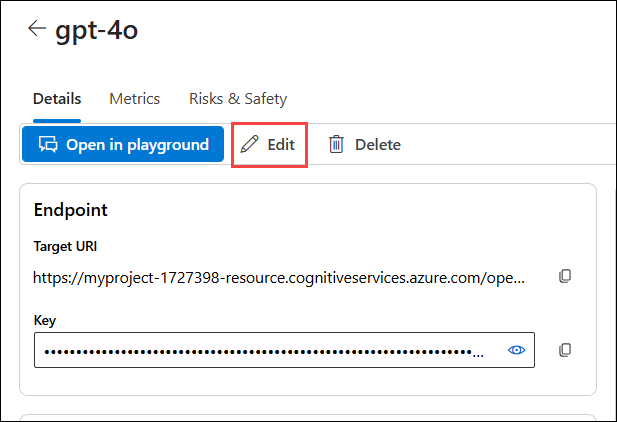 gpt-4o
Details Metrics Risks & Safety
Open in playground Edit Delete
Endpoint
Target URI
https://myproject-1727398-resource.cognitiveservices.azure.com/ope...
Key
••••••••••••••••••••••••••••••••••••••••••••••••••••••••••••••••••••••...